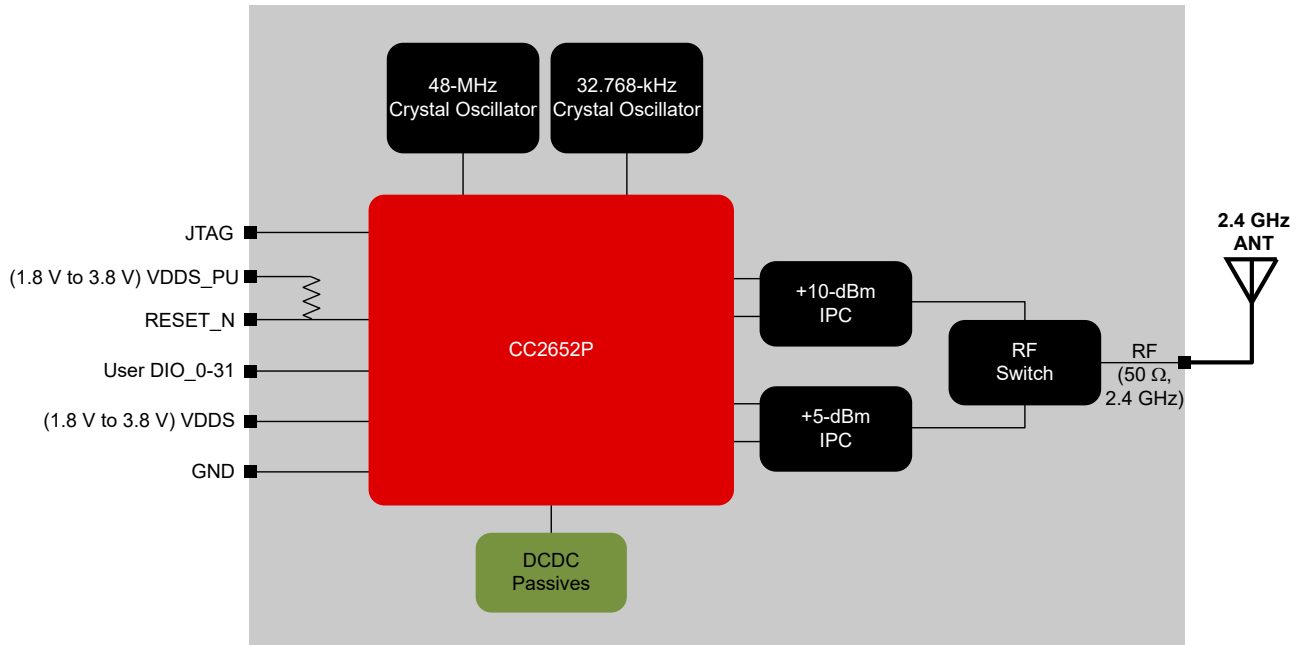 48-MHz
Crystal Oscillator
32.768-kHz
Crystal Oscillator
JTAG
(1.8 V to 3.8 V) VDDS_PU
RESET_N
User DIO_0-31
(1.8 V to 3.8 V) VDDS
GND
CC2652P
+10-dBm
IPC
+5-dBm
IPC
RF
Switch
RF
(50 Ω,
2.4 GHz)
2.4 GHz
ANT
DCDC
Passives